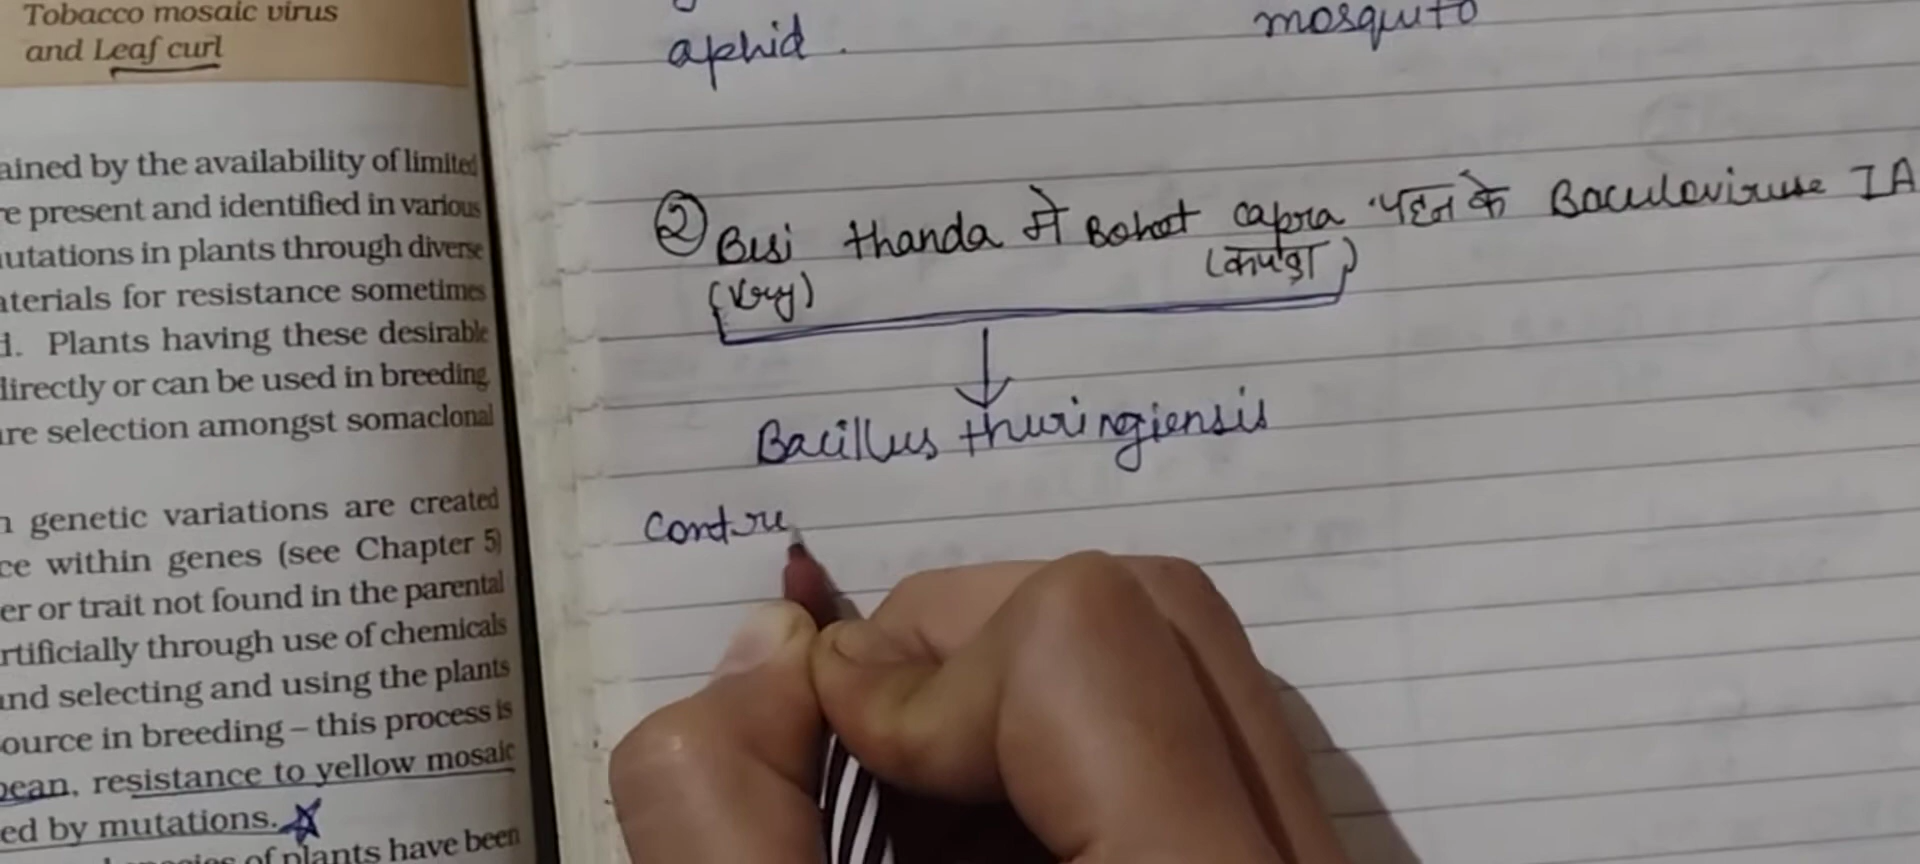 Tobacco mosaic virus
and Leaf curl
ained by the availability of limited
re present and identified in various
utations in plants through diverse
aterials for resistance sometimes
d. Plants having these desirable
directly or can be used in breeding
are selection amongst somaclonal
n genetic variations are created
ce within genes (see Chapter 5)
er or trait not found in the parental
rtificially through use of chemicals
and selecting and using the plants
ource in breeding – this process is
bean, resistance to yellow mosaic
ed by mutations.
of plants have been
aphid .
mosquito
② Busi thanda में Bohot capra पहन के Baculoviruse IA
(Very)
(कपड़ा)
Bacillus thuringiensis
Contro